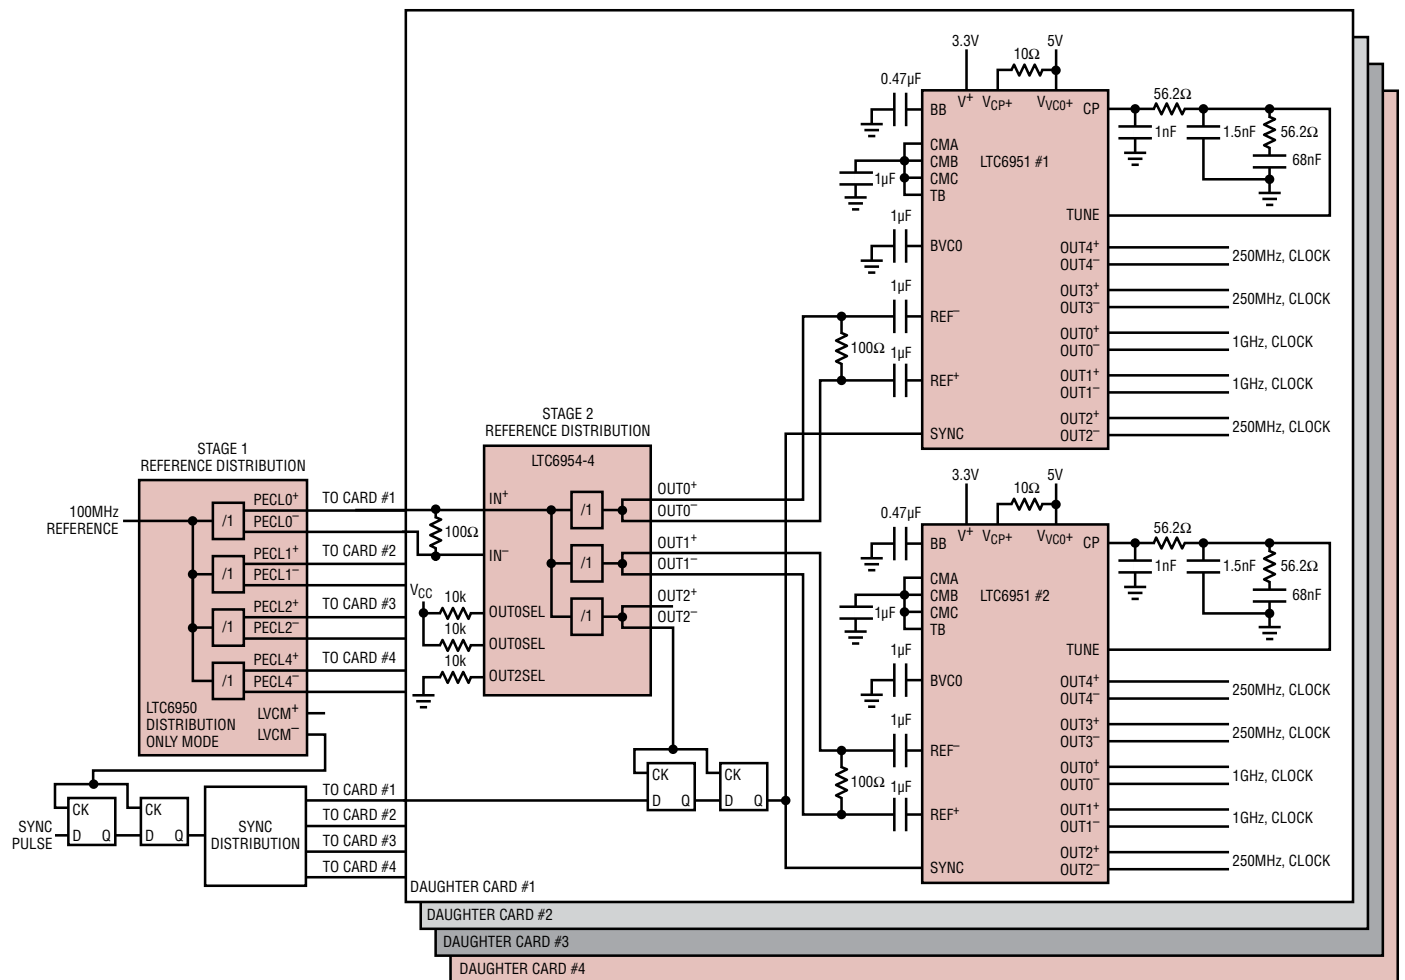 STAGE 1
REFERENCE DISTRIBUTION
100MHz
REFERENCE
/1
PECL0+
PECL0–
/1
PECL1+
PECL1–
/1
PECL2+
PECL2–
/1
PECL4+
PECL4–
LVCM+
LVCM–
LTC6950
DISTRIBUTION
ONLY MODE
TO CARD #1
TO CARD #2
TO CARD #3
TO CARD #4
SYNC
PULSE
CK
D
Q
CK
D
Q
SYNC
DISTRIBUTION
TO CARD #1
TO CARD #2
TO CARD #3
TO CARD #4
STAGE 2
REFERENCE DISTRIBUTION
LTC6954-4
100Ω
IN+
IN–
VCC
10k
OUT0SEL
10k
OUT0SEL
10k
OUT2SEL
/1
/1
/1
OUT0+
OUT0–
OUT1+
OUT1–
OUT2+
OUT2–
CK
D
Q
CK
D
Q
3.3V
5V
10Ω
0.47µF
BB
V+
VCP+
VVCO+
CP
56.2Ω
1nF
1.5nF
56.2Ω
68nF
CMA
CMB
CMC
TB
1µF
LTC6951 #1
TUNE
1µF
BVCO
1µF
REF–
100Ω
1µF
REF+
SYNC
OUT4+
OUT4–
250MHz, CLOCK
OUT3+
OUT3–
250MHz, CLOCK
OUT0+
OUT0–
1GHz, CLOCK
OUT1+
OUT1–
1GHz, CLOCK
OUT2+
OUT2–
250MHz, CLOCK
3.3V
5V
10Ω
0.47µF
BB
V+
VCP+
VVCO+
CP
56.2Ω
1nF
1.5nF
56.2Ω
68nF
CMA
CMB
CMC
TB
1µF
LTC6951 #2
TUNE
1µF
BVCO
1µF
REF–
100Ω
1µF
REF+
SYNC
OUT4+
OUT4–
250MHz, CLOCK
OUT3+
OUT3–
250MHz, CLOCK
OUT0+
OUT0–
1GHz, CLOCK
OUT1+
OUT1–
1GHz, CLOCK
OUT2+
OUT2–
250MHz, CLOCK
DAUGHTER CARD #1
DAUGHTER CARD #2
DAUGHTER CARD #3
DAUGHTER CARD #4